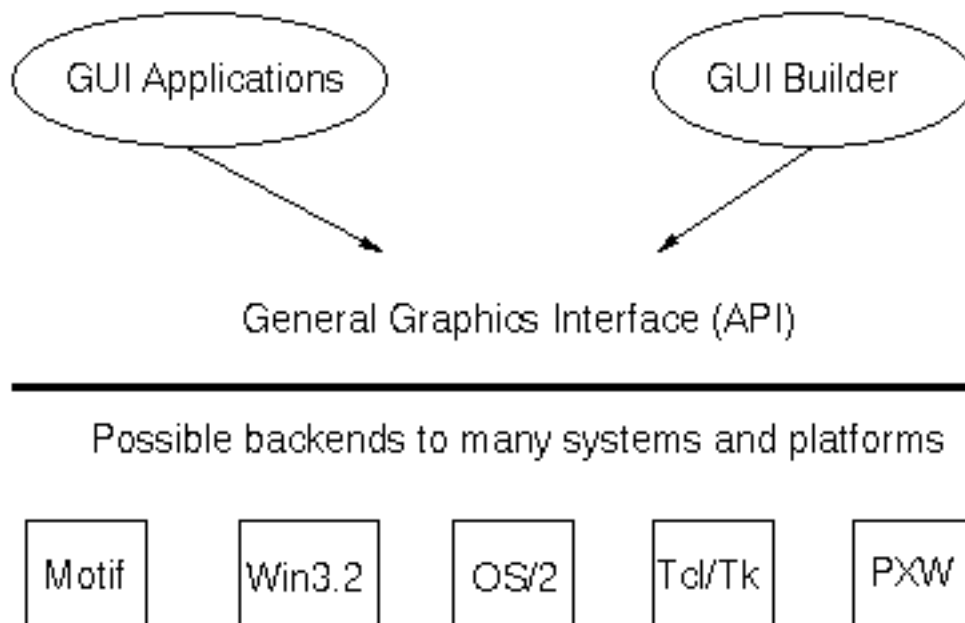 GUI Applications
GUI Builder
General Graphics Interface (API)
Possible backends to many systems and platforms
Motif
Win3.2
OS/2
Tcl/Tk
PXW